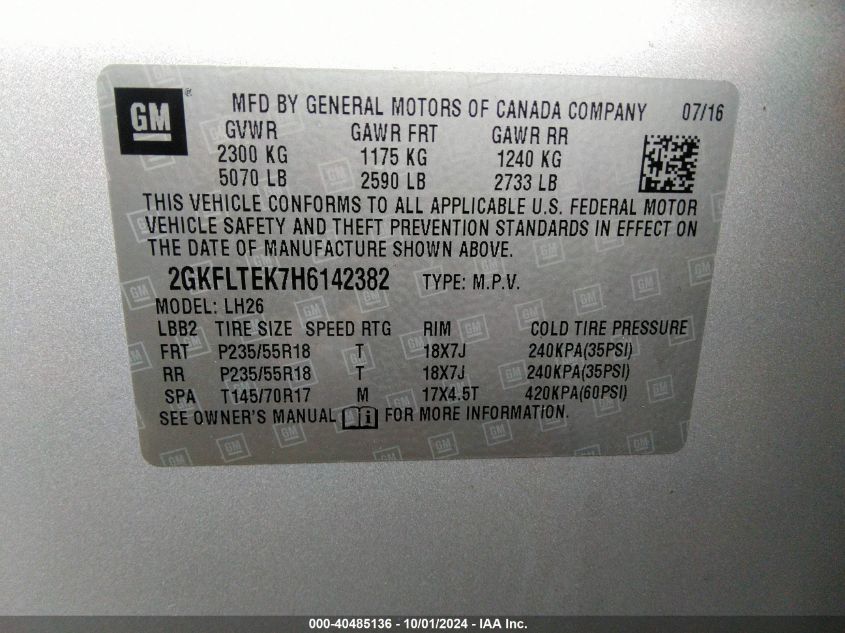 GM ® MFD BY GENERAL MOTORS OF CANADA COMPANY 07/16
GVWR GAWR FRT GAWR RR
2300 KG 1175 KG 1240 KG
5070 LB 2590 LB 2733 LB
THIS VEHICLE CONFORMS TO ALL APPLICABLE U.S. FEDERAL MOTOR
VEHICLE SAFETY AND THEFT PREVENTION STANDARDS IN EFFECT ON
THE DATE OF MANUFACTURE SHOWN ABOVE.
2GKFLTEK7H6142382 TYPE: M.P.V.
MODEL: LH26
LBB2 TIRE SIZE SPEED RTG RIM COLD TIRE PRESSURE
FRT P235/55R18 T 18X7J 240KPA(35PSI)
RR P235/55R18 T 18X7J 240KPA(35PSI)
SPA T145/70R17 M 17X4.5T 420KPA(60PSI)
SEE OWNER'S MANUAL FOR MORE INFORMATION.
000-40485136 - 10/01/2024 - IAA Inc.